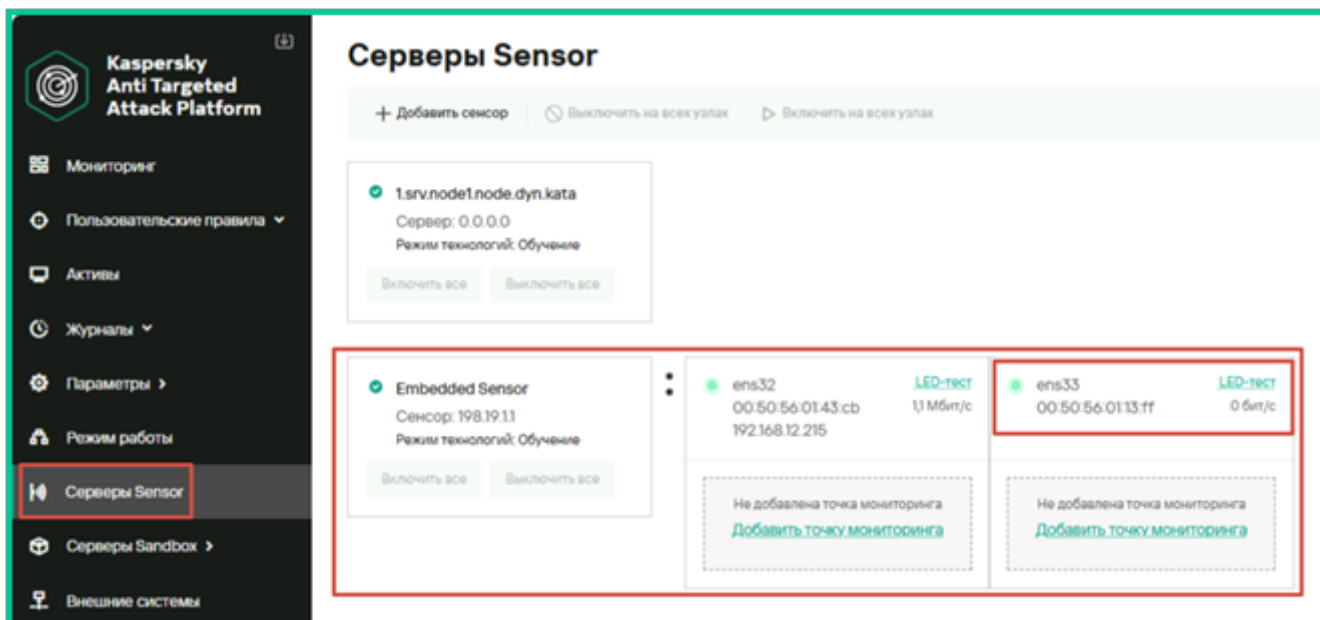 Kaspersky
Anti Targeted
Attack Platform
Мониторинг
Пользовательские правила
Активы
Журналы
Параметры
Режим работы
Серверы Sensor
Серверы Sandbox
Внешние системы
Серверы Sensor
+ Добавить сенсор Выключить на всех узлах Включить на всех узлах
1.srv.node1.node.dyn.kata
Сервер: 0.0.0.0
Режим технологий: Обучение
Включить все Выключить все
Embedded Sensor
Сенсор: 198.19.1.1
Режим технологий: Обучение
Включить все Выключить все
ens32 LED-тест
00:50:56:01:43:cb 1,1 Мбит/с
192.168.12.215
Не добавлена точка мониторинга
Добавить точку мониторинга
ens33 LED-тест
00:50:56:01:13:ff 0 бит/с
Не добавлена точка мониторинга
Добавить точку мониторинга